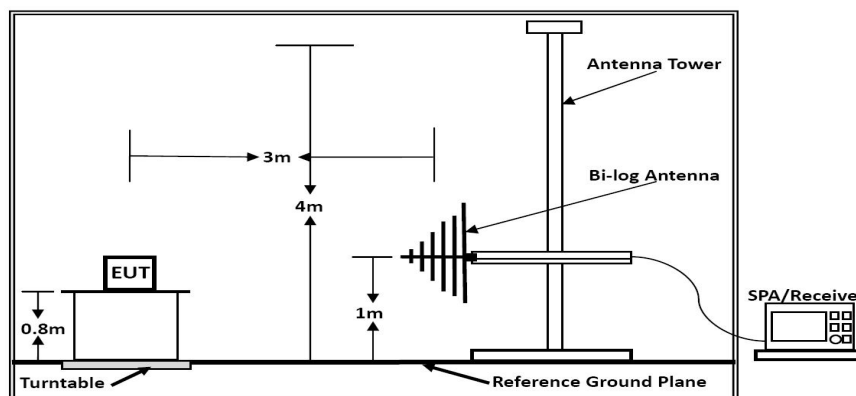 Antenna Tower
3m
Bi-log Antenna
4m
EUT
SPA/Receive
0.8m
1m
Turntable
Reference Ground Plane